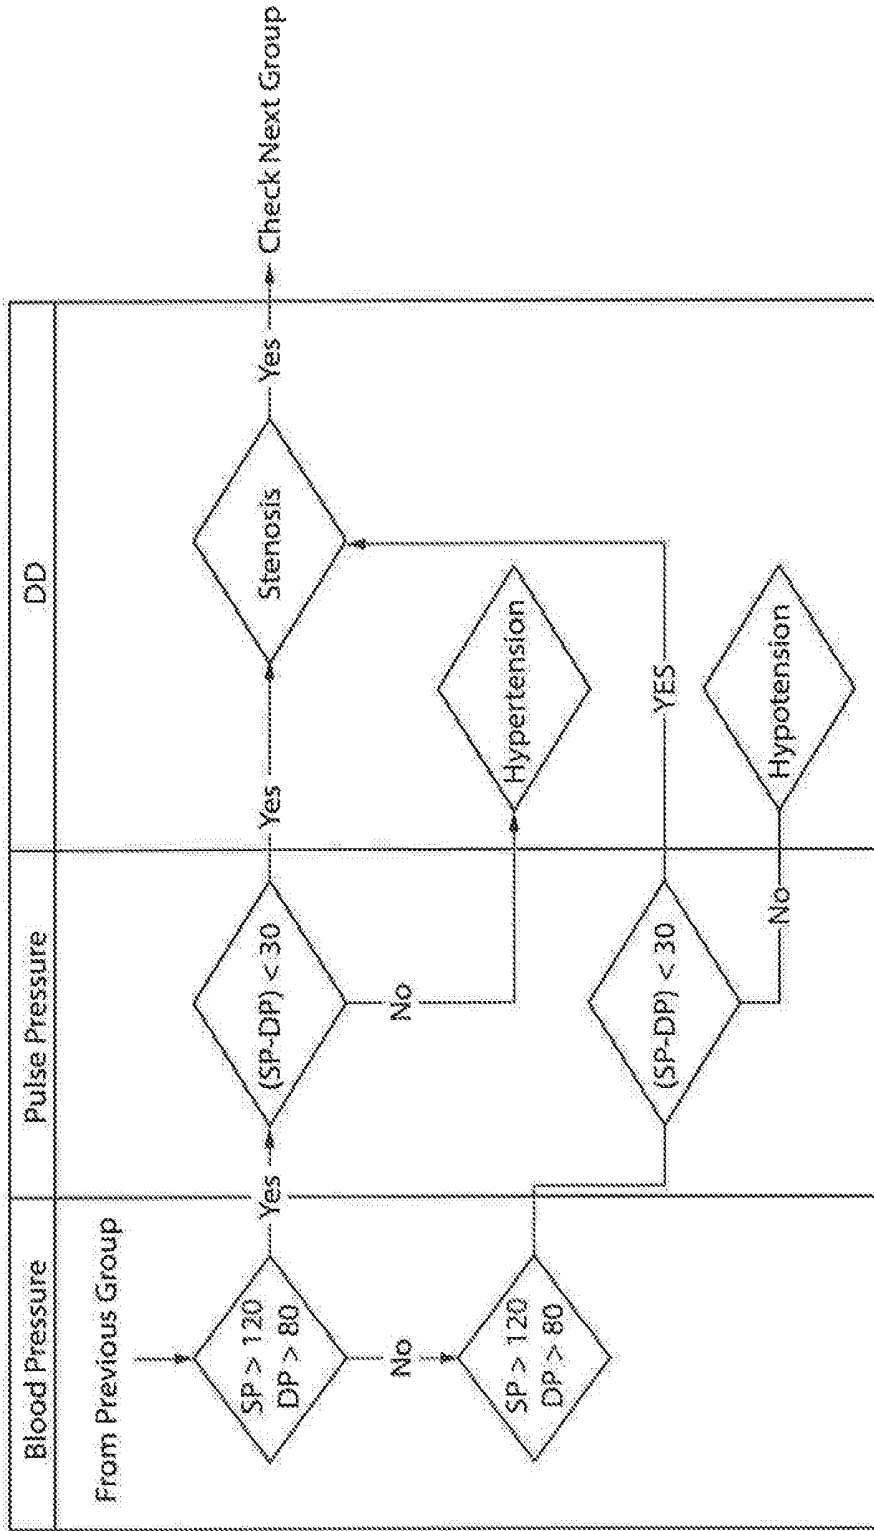 Blood Pressure
Pulse Pressure
DD
From Previous Group
SP > 120
DP > 80
Yes
(SP-DP) < 30
Yes
Stenosis
Yes
Check Next Group
No
No
Hypertension
SP > 120
DP > 80
(SP-DP) < 30
YES
No
Hypotension